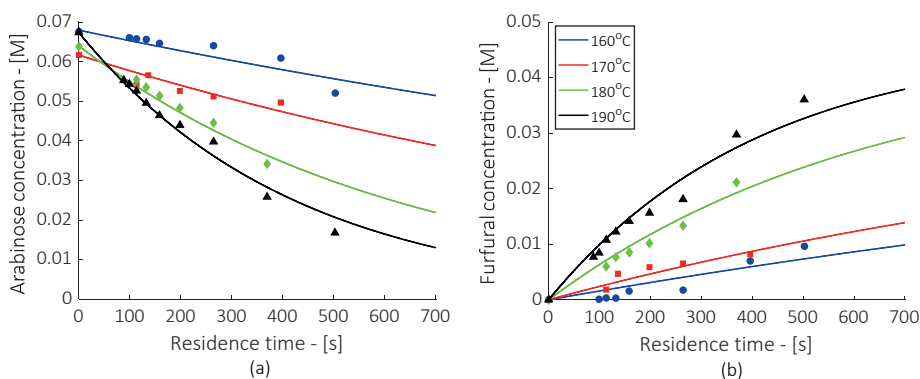 Arabinose concentration - [M]
0.07
0.06
0.05
0.04
0.03
0.02
0.01
0
0 100 200 300 400 500 600 700
Residence time - [s]
(a)
Furfural concentration - [M]
0.05
0.04
0.03
0.02
0.01
0
0 100 200 300 400 500 600 700
Residence time - [s]
(b)
160°C
170°C
180°C
190°C